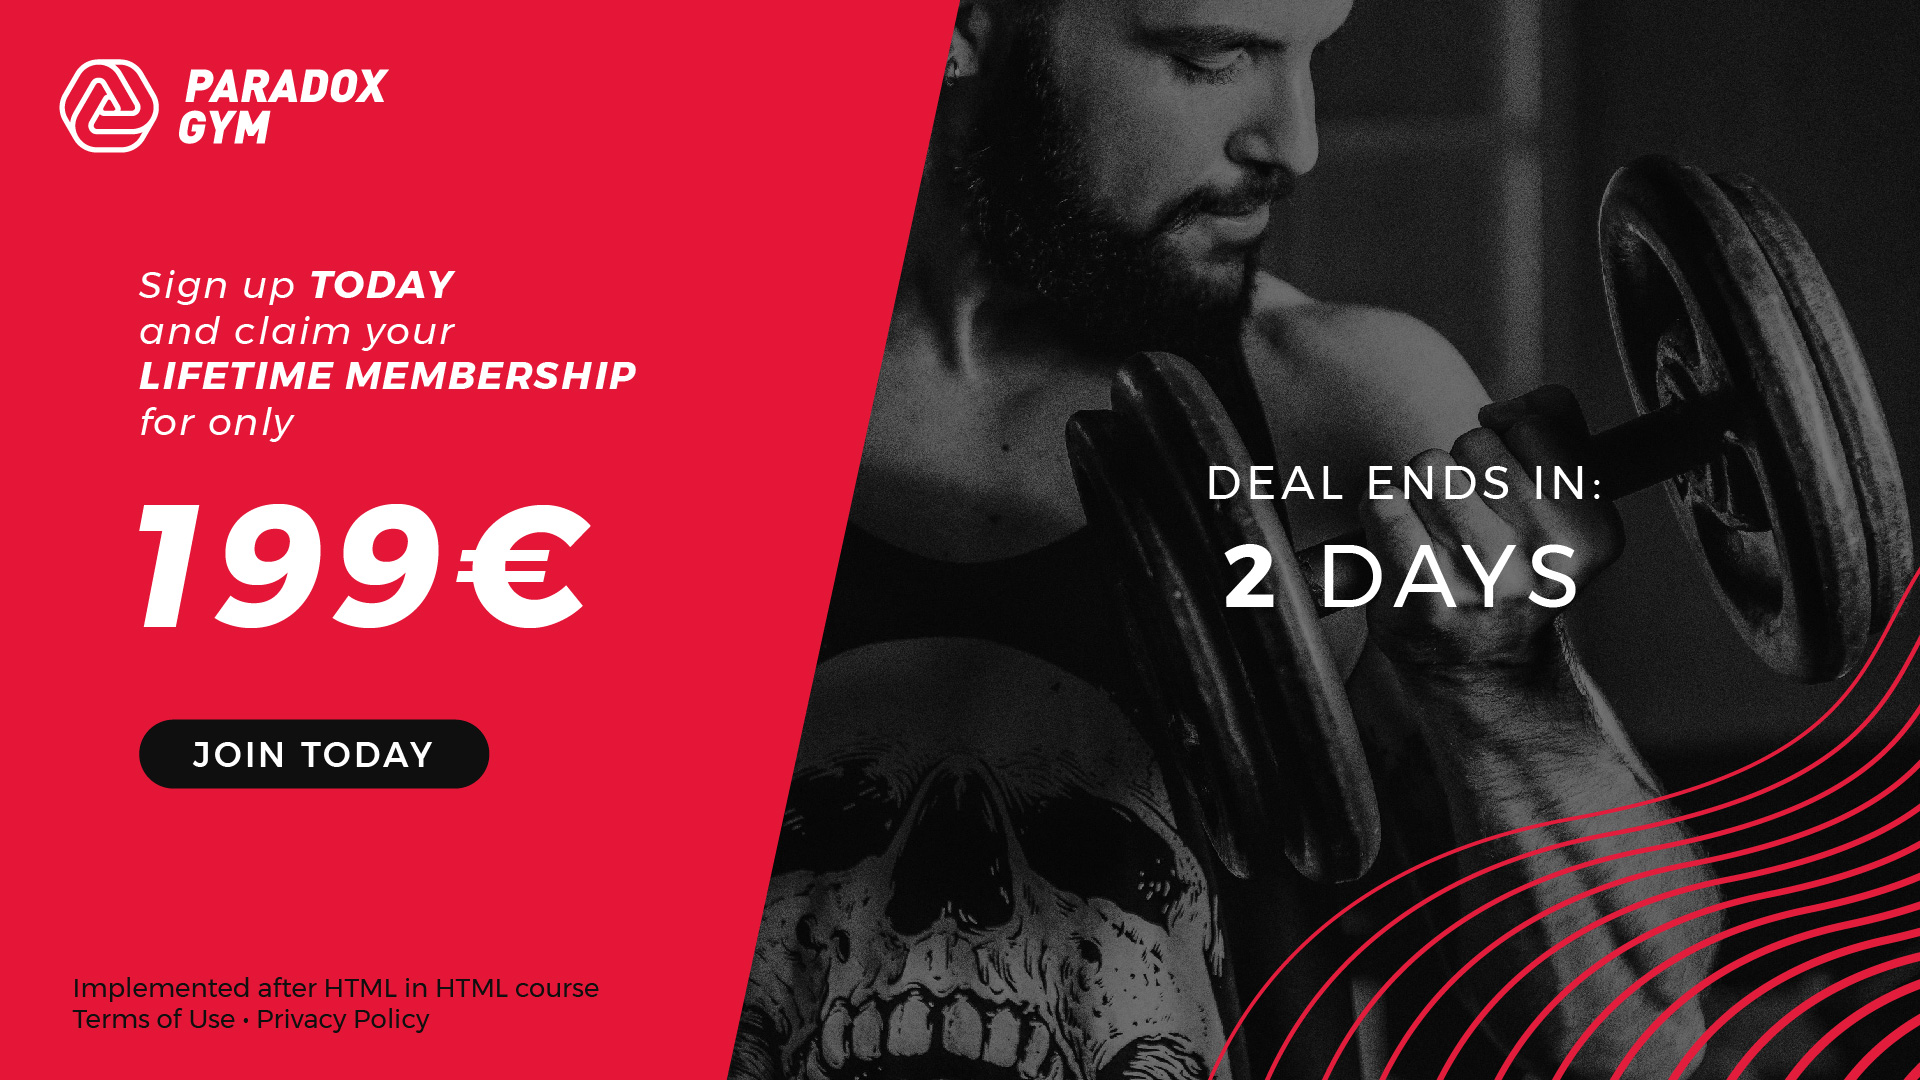 PARADOX
GYM
Sign up TODAY
and claim your
LIFETIME MEMBERSHIP
for only
199€
JOIN TODAY
DEAL ENDS IN:
2 DAYS
Implemented after HTML in HTML course
Terms of Use • Privacy Policy